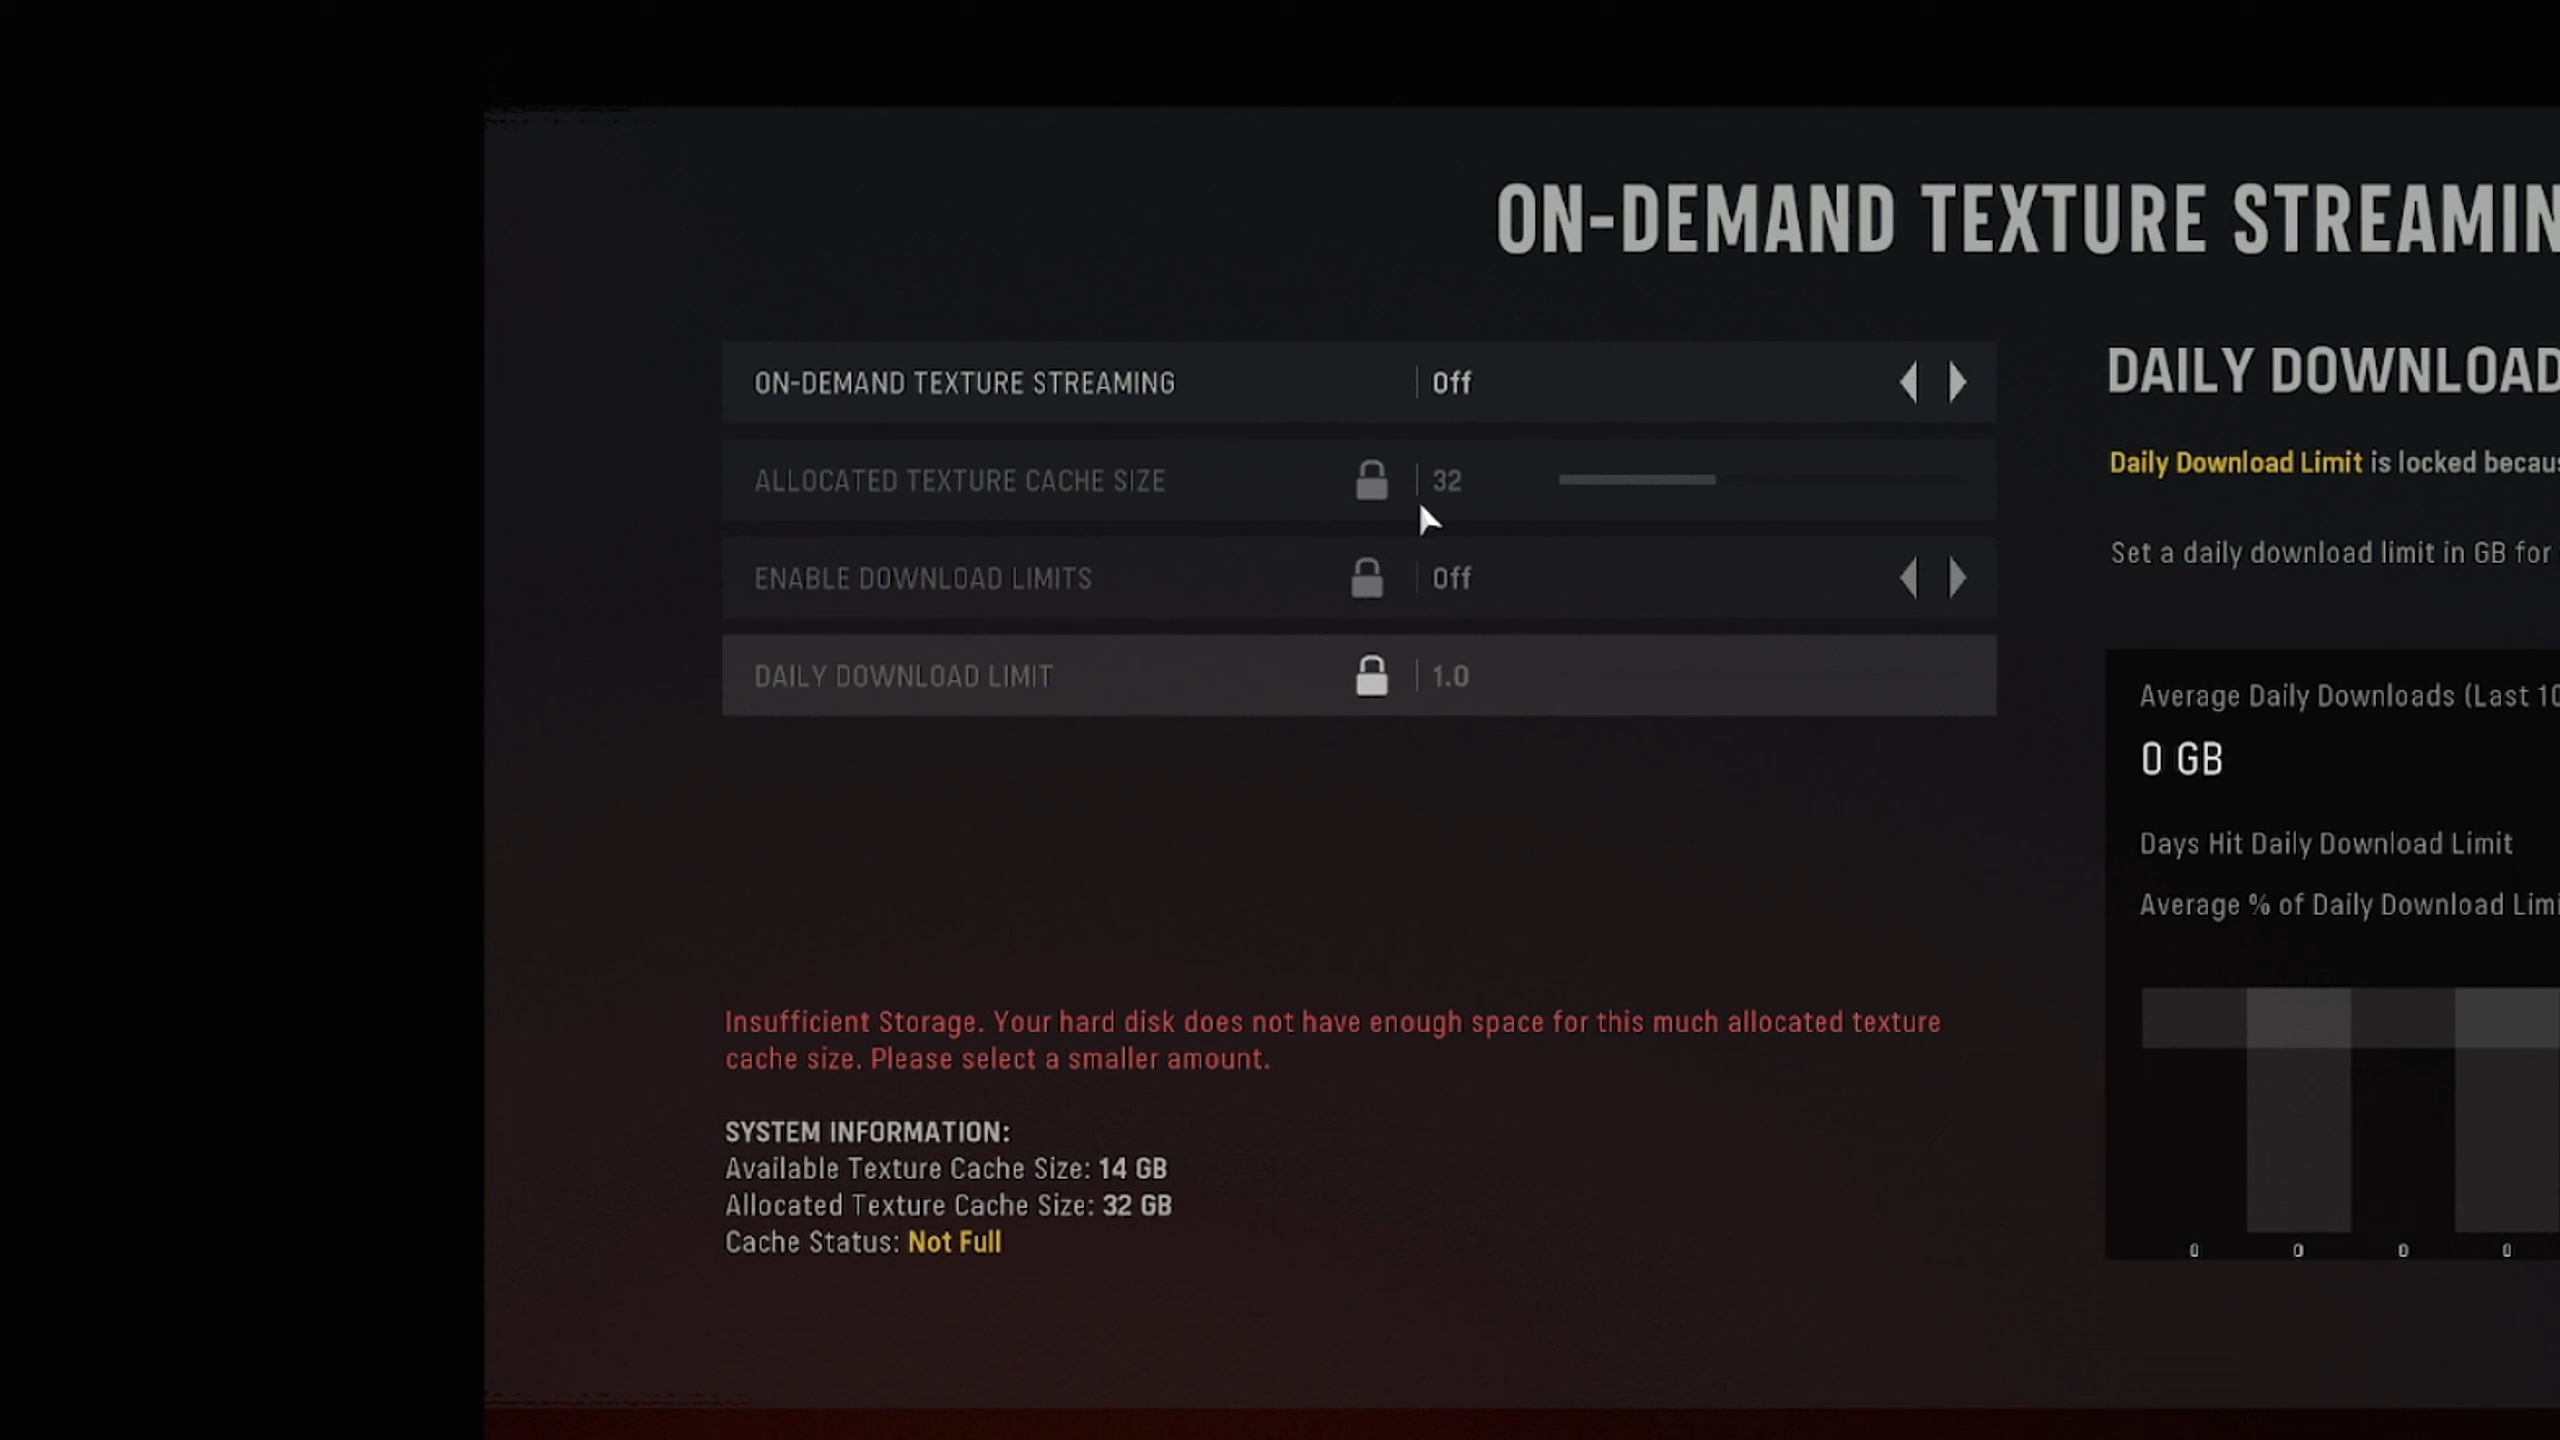 ON-DEMAND TEXTURE
ON-DEMAND TEXTURE STREAMING Off
ALLOCATED TEXTURE CACHE SIZE 32
ENABLE DOWNLOAD LIMITS Off
DAILY DOWNLOAD LIMIT 1.0
Insufficient Storage. Your hard disk does not have enough space for this much allocated texture
cache size. Please select a smaller amount.
SYSTEM INFORMATION:
Available Texture Cache Size: 14 GB
Allocated Texture Cache Size: 32 GB
Cache Status: Not Full
DAILY DOWNLOAD
Daily Download Limit is locked
Set a daily download limit in GB for
Average Daily Downloads (Last
0 GB
Days Hit Daily Download Limit
Average % of Daily Download
0 0 0 0